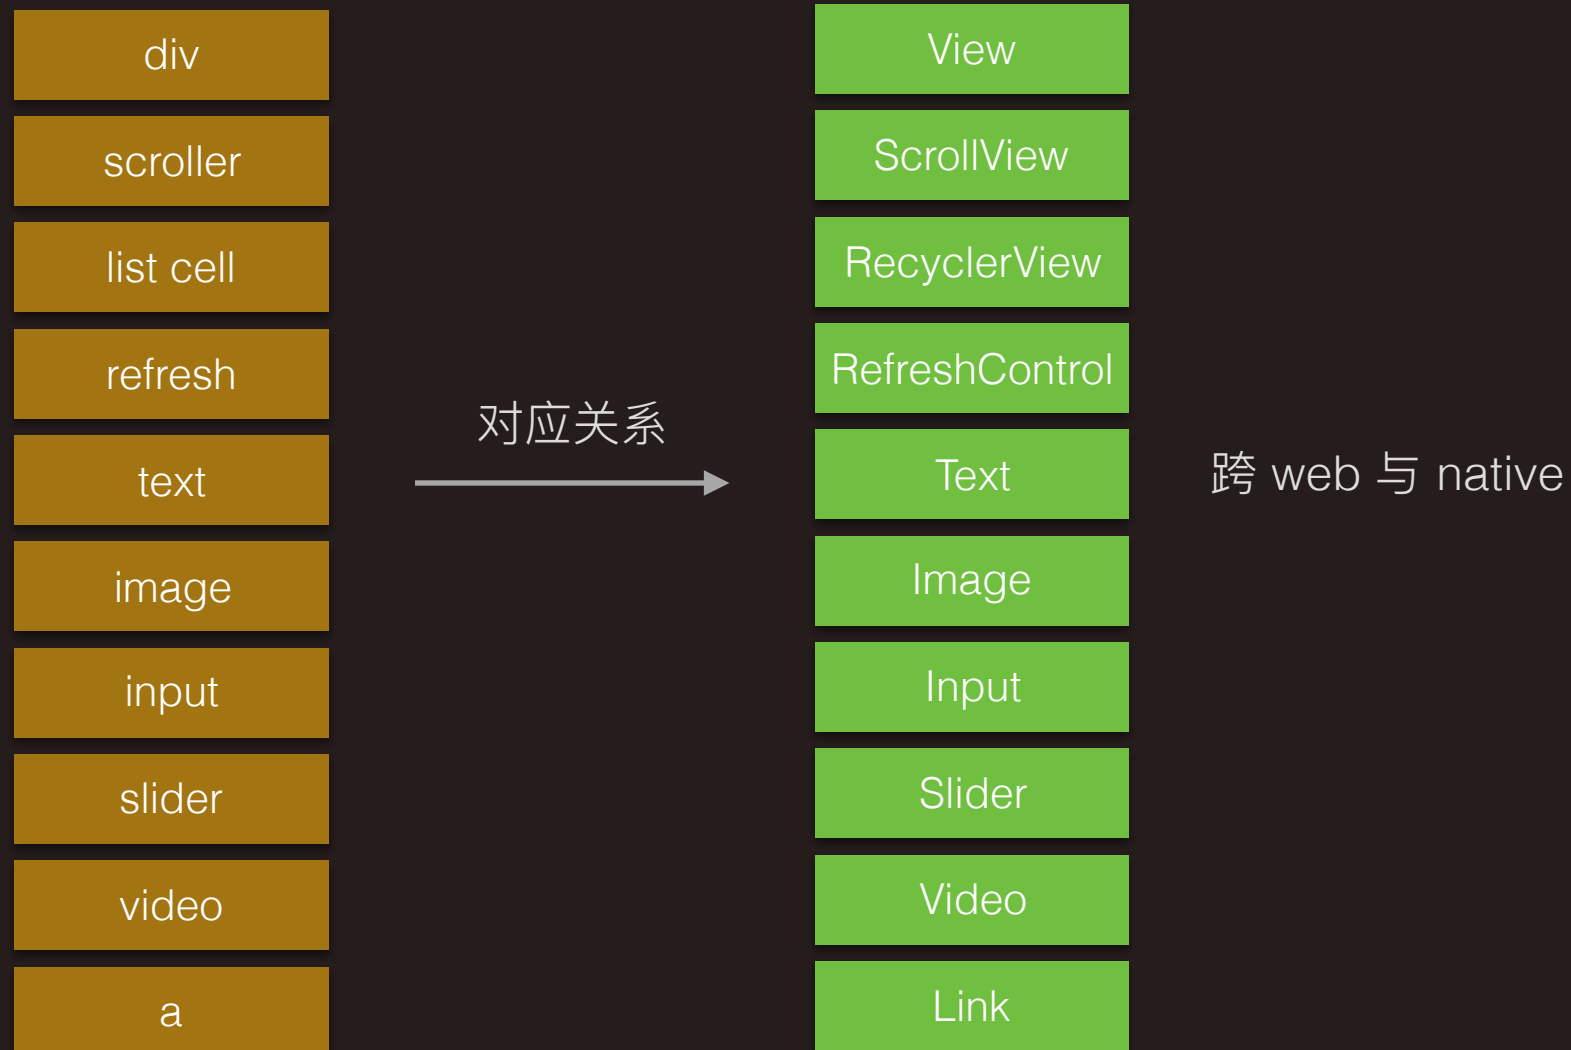 div
scroller
list cell
refresh
text
image
input
slider
video
a
对应关系
View
ScrollView
RecyclerView
RefreshControl
Text
Image
Input
Slider
Video
Link
跨 web 与 native